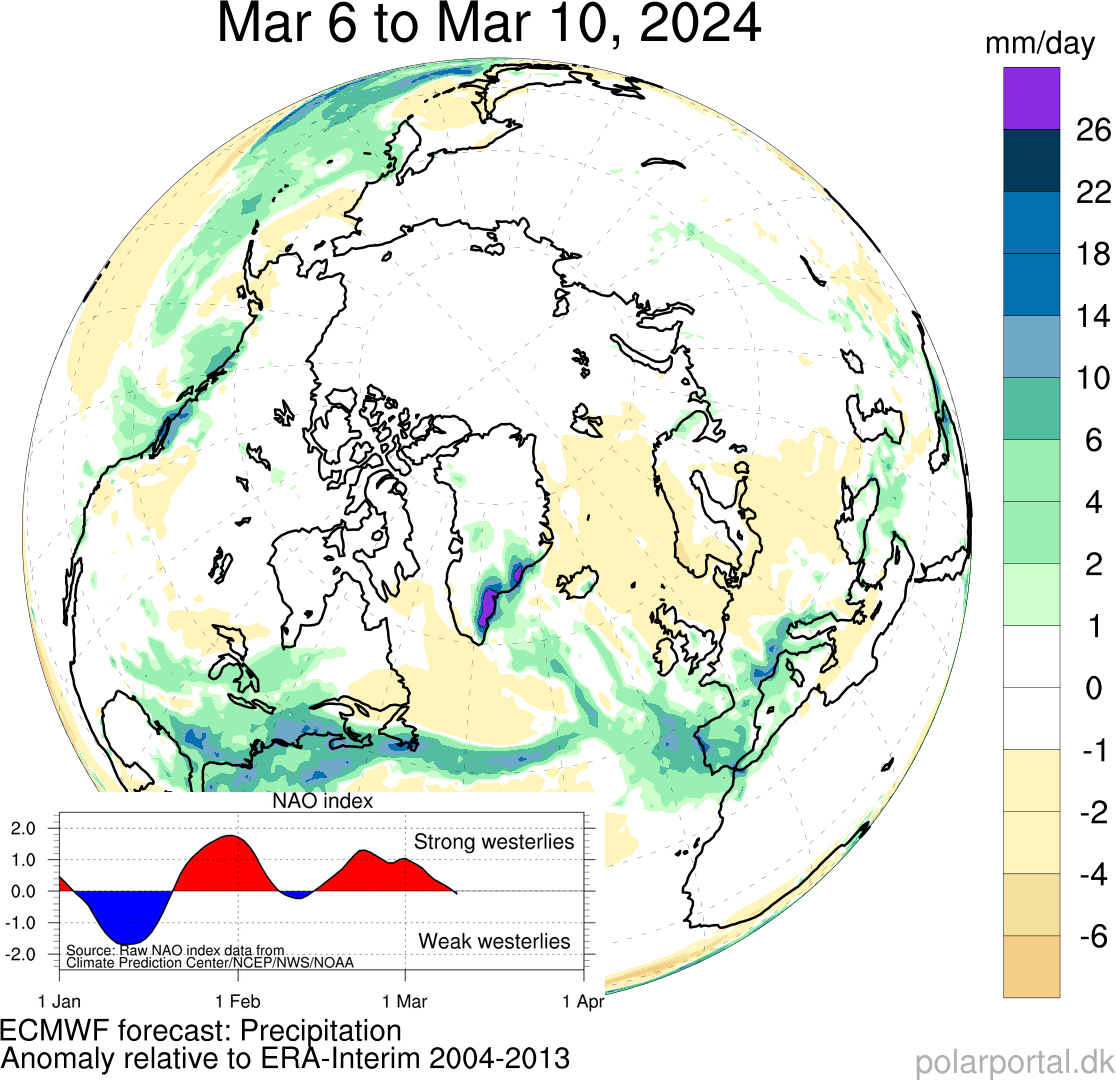 Mar 6 to Mar 10, 2024
mm/day
26
22
18
14
10
6
4
2
1
0
-1
-2
-4
-6
NAO index
2.0
1.0
0.0
-1.0
-2.0
Strong westerlies
Weak westerlies
Source: Raw NAO index data from
Climate Prediction Center/NCEP/NWS/NOAA
1 Jan 1 Feb 1 Mar 1 Apr
ECMWF forecast: Precipitation
Anomaly relative to ERA-Interim 2004-2013
polarportal.dk